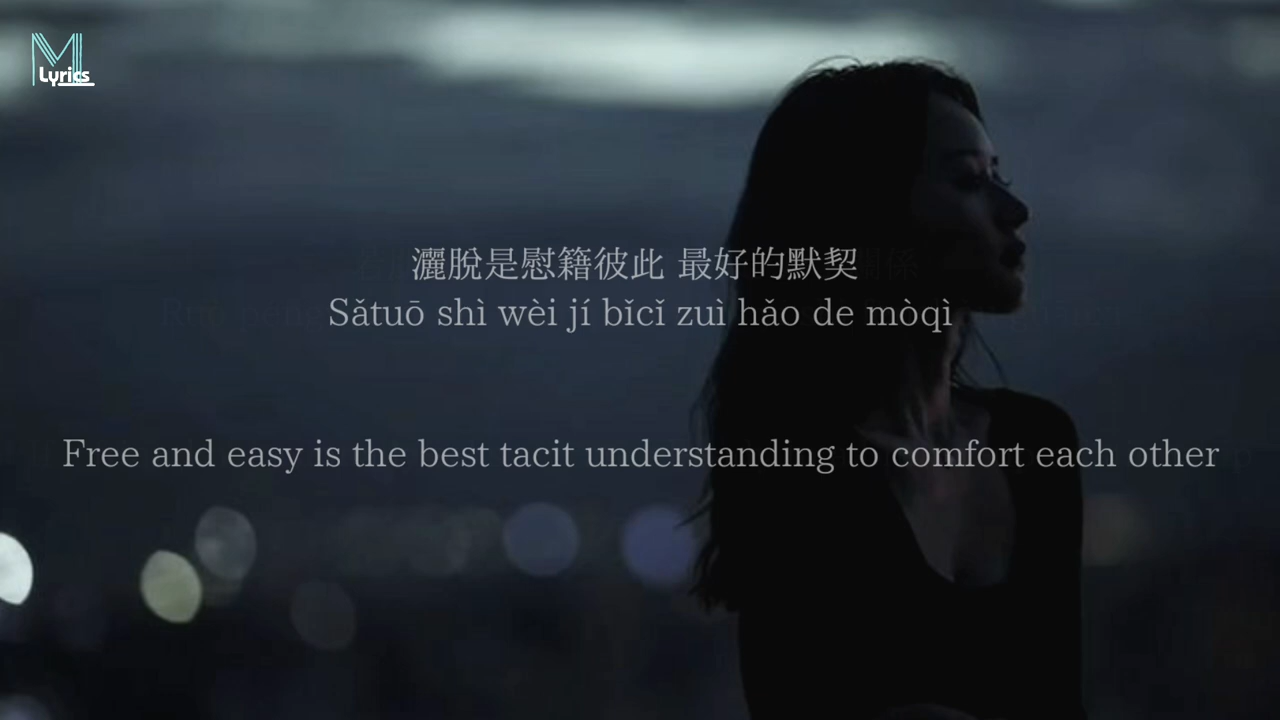 M
Lyrics
灑脫是慰籍彼此 最好的默契
Sǎtuō shì wèi jí bǐcǐ zuì hǎo de mòqì
Free and easy is the best tacit understanding to comfort each other